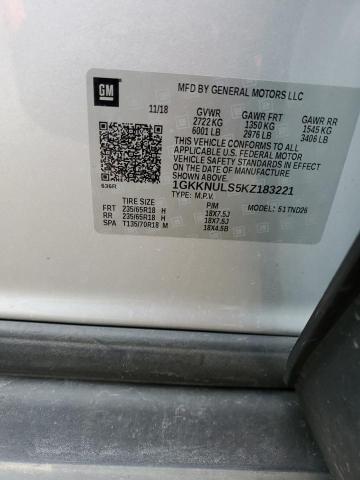 GM
MFD BY GENERAL MOTORS LLC
11/18 GVWR GAWR FRT GAWR RR
2722 KG 1350 KG 1545 KG
6001 LB 2976 LB 3406 LB
THIS VEHICLE CONFORMS TO ALL
APPLICABLE U.S. FEDERAL MOTOR
VEHICLE SAFETY STANDARDS IN EFFECT
ON THE DATE OF MANUFACTURE SHOWN ABOVE.
636R
1GKKNULS5KZ183221
TYPE: M.P.V. MODEL: 51TND26
TIRE SIZE RIM
FRT 235/65R18 H 18X7.5J
RR 235/65R18 H 18X7.5J
SPA T135/70R18 M 18X4.5B